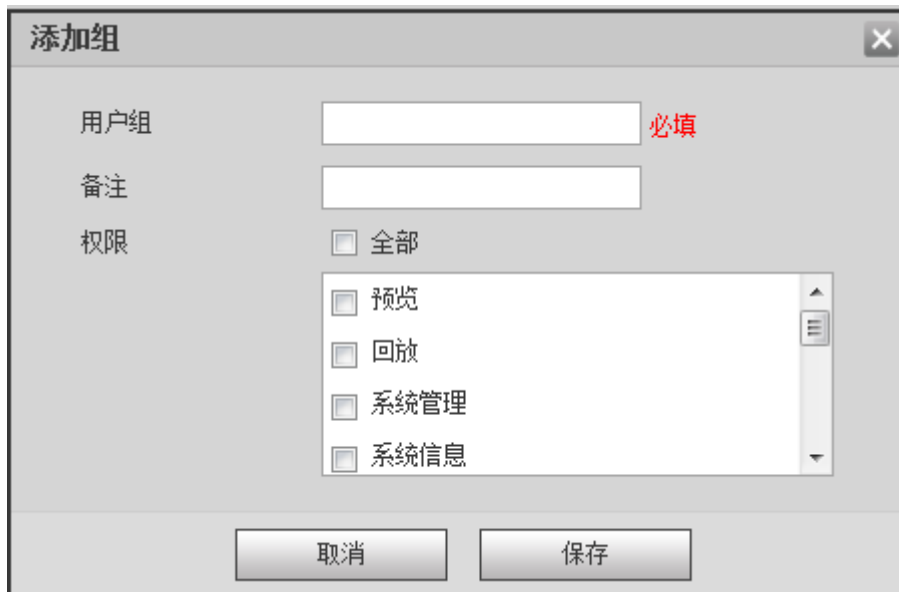 添加组
用户组 必填
备注
权限 全部
预览
回放
系统管理
系统信息
取消 保存